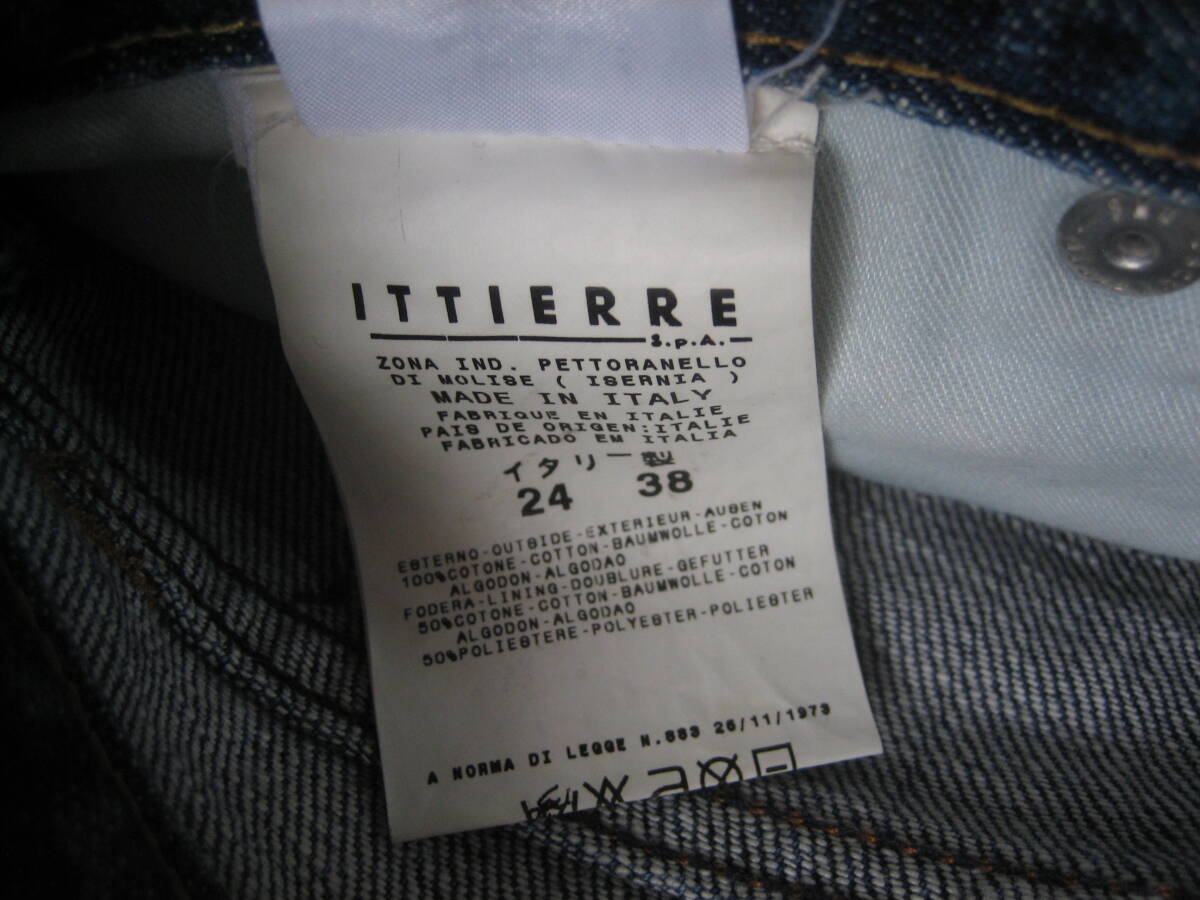 ITTIERRE
S.p.A.
ZONA IND. PETTORANELLO
DI MOLISE ( ISERNIA )
MADE IN ITALY
FABRIQUE EN ITALIE
PAIS DE ORIGEN:ITALIE
FABRICADO EM ITALIA
イタリー製
24 38
ESTERNO-OUTSIDE-EXTERIEUR-AUBEN
100%COTONE-COTTON-BAUMWOLLE-COTON
ALGODON-ALGODAO
FODERA-LINING-DOUBLURE-GEFUTTER
50%COTONE-COTTON-BAUMWOLLE-COTON
ALGODON-ALGODAO
50%POLIESTERE-POLYESTER-POLIESTER
A NORMA DI LEGGE N.883 26/11/1973